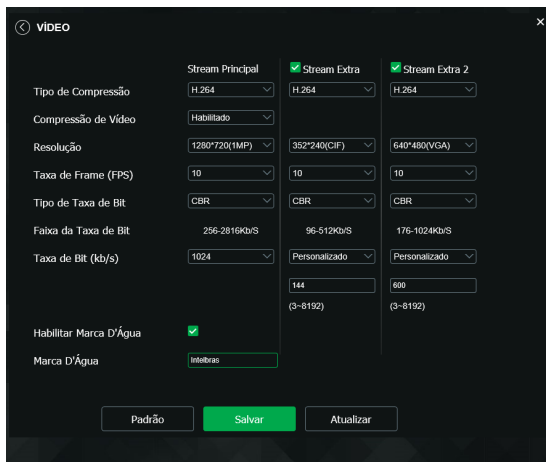 VÍDEO
Stream Principal Stream Extra Stream Extra 2
Tipo de Compressão H.264 H.264 H.264
Compressão de Vídeo Habilitado
Resolução 1280*720(1MP) 352*240(CIF) 640*480(VGA)
Taxa de Frame (FPS) 10 10 10
Tipo de Taxa de Bit CBR CBR CBR
Faixa da Taxa de Bit 256-2816Kb/S 96-512Kb/S 176-1024Kb/S
Taxa de Bit (kb/s) 1024 Personalizado Personalizado
144 600
(3~8192) (3~8192)
Habilitar Marca D'Água
Marca D'Água Intelbras
Padrão Salvar Atualizar